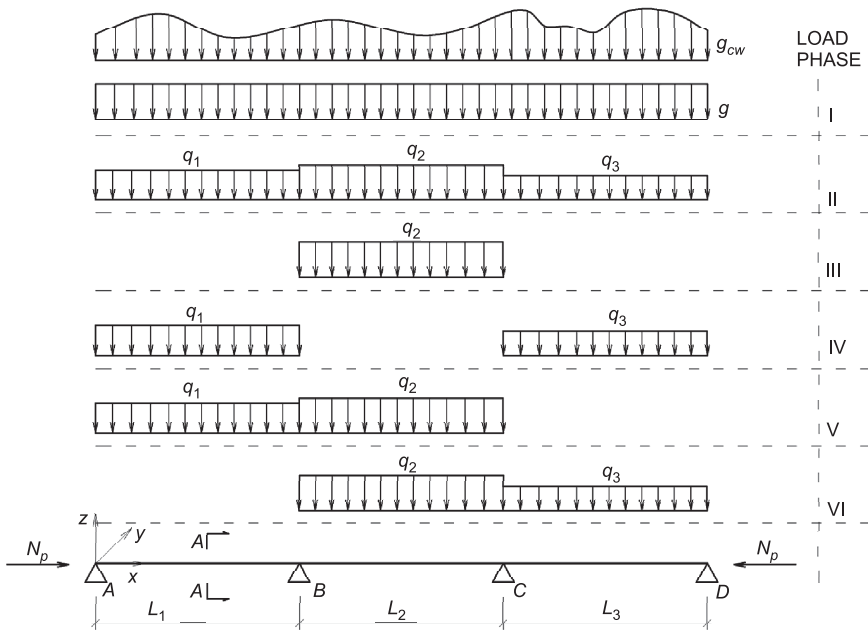 g_cw
LOAD
PHASE
g
I
q_1 q_2 q_3
II
q_2
III
q_1 q_3
IV
q_1 q_2
V
q_2 q_3
VI
z y A
N_p N_p
A x B C D
A
L_1 L_2 L_3